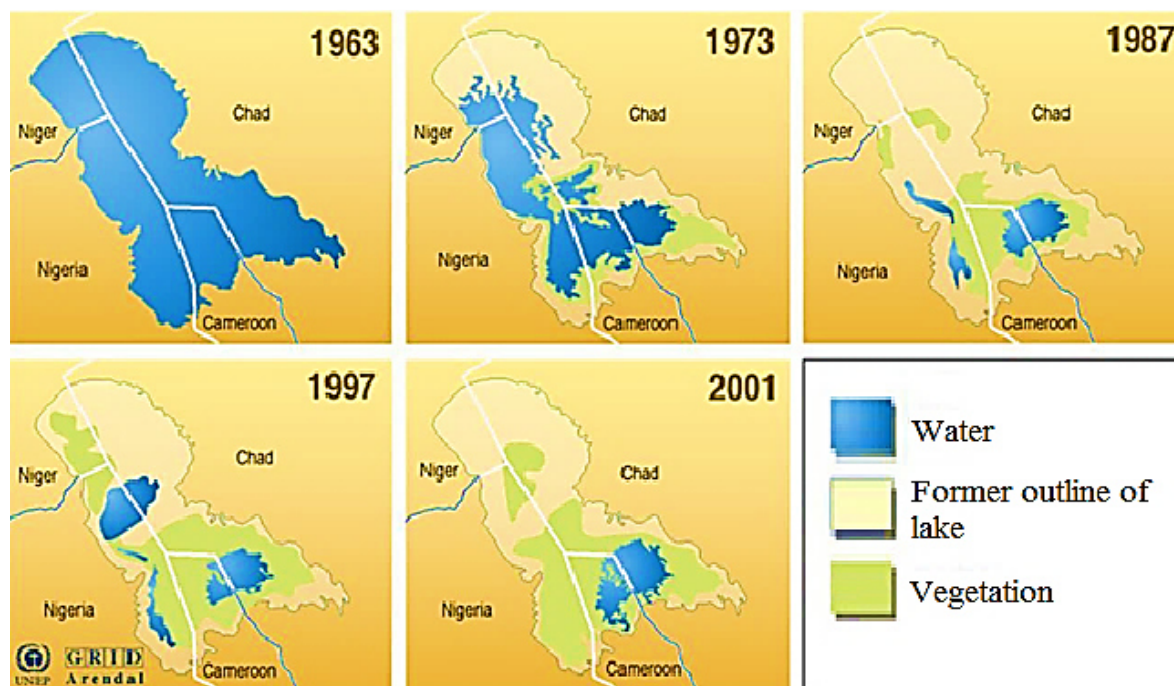 1963
Chad
Niger
Nigeria
Cameroon
1973
Chad
Niger
Nigeria
Cameroon
1987
Chad
Niger
Nigeria
Cameroon
1997
Chad
Niger
Nigeria
Cameroon
UNEP
GRID
Arendal
2001
Chad
Niger
Nigeria
Cameroon
Water
Former outline of
lake
Vegetation